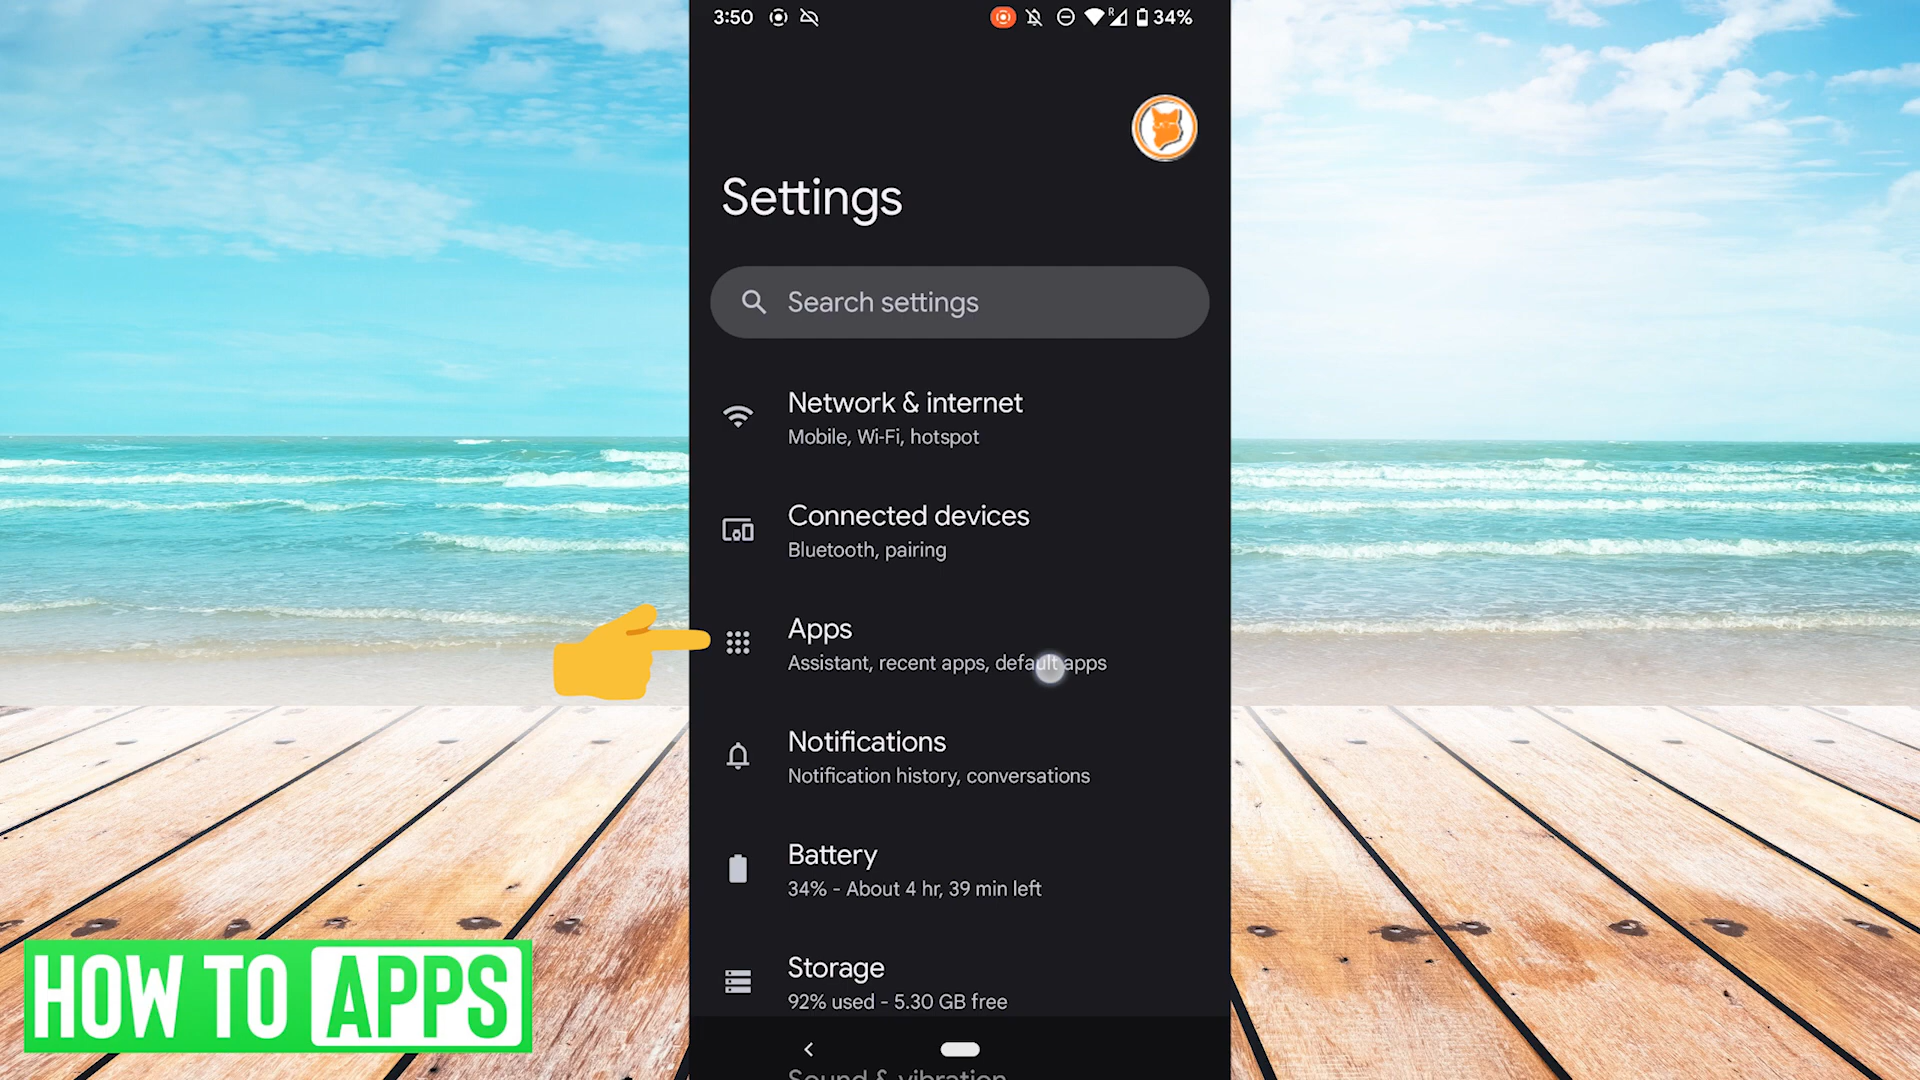 3:50
R
34%
Settings
Search settings
Network & internet
Mobile, Wi-Fi, hotspot
Connected devices
Bluetooth, pairing
Apps
Assistant, recent apps, default apps
Notifications
Notification history, conversations
Battery
34% - About 4 hr, 39 min left
Storage
92% used - 5.30 GB free
Sound & vibration
HOW TO APPS